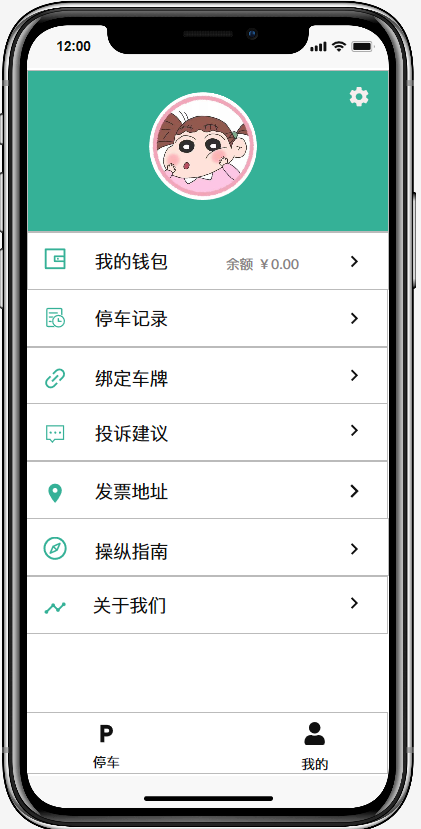 12:00
我的钱包 余额 ￥0.00
停车记录
绑定车牌
投诉建议
发票地址
操纵指南
关于我们
P
停车 我的